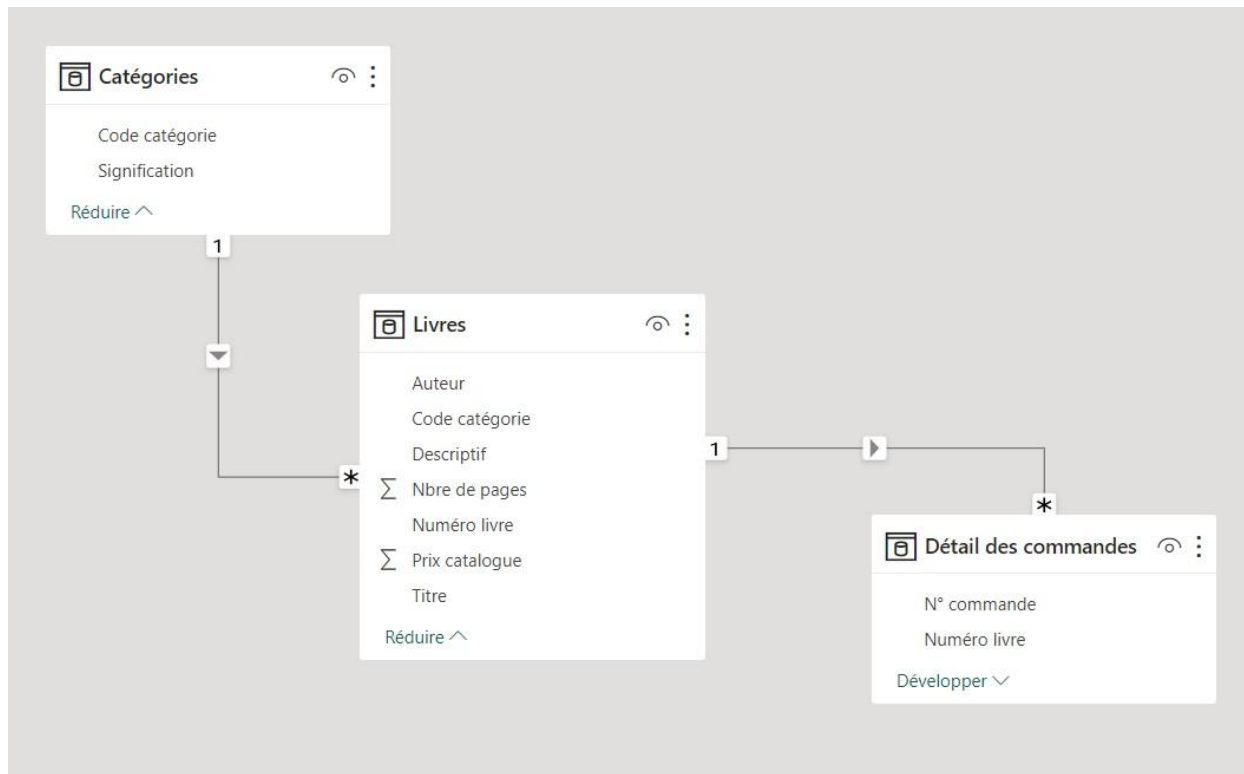 Catégories
Code catégorie
Signification
Réduire
1
*
Livres
Auteur
Code catégorie
Descriptif
∑ Nbre de pages
Numéro livre
∑ Prix catalogue
Titre
Réduire
1
*
Détail des commandes
N° commande
Numéro livre
Développer